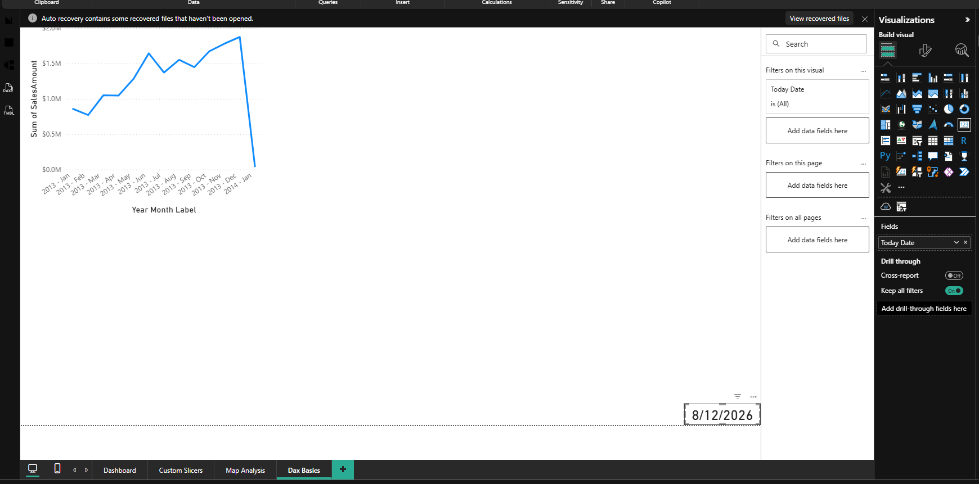 Clipboard Data Queries Insert Calculations Sensitivity Share Copilot
Auto recovery contains some recovered files that haven't been opened.
View recovered files
$2.0M
$1.5M
$1.0M
$0.5M
$0.0M
Sum of SalesAmount
2013 - Jan
2013 - Feb
2013 - Mar
2013 - Apr
2013 - May
2013 - Jun
2013 - Jul
2013 - Aug
2013 - Sep
2013 - Oct
2013 - Nov
2013 - Dec
2014 - Jan
Year Month Label
8/12/2026
Search
Filters on this visual
...
Today Date
is (All)
Add data fields here
Filters on this page
...
Add data fields here
Filters on all pages
...
Add data fields here
Visualizations
Build visual
R
Py
...
Fields
Today Date
Drill through
Cross-report
Off
Keep all filters
On
Add drill-through fields here
Dashboard
Custom Slicers
Map Analysis
Dax Basics